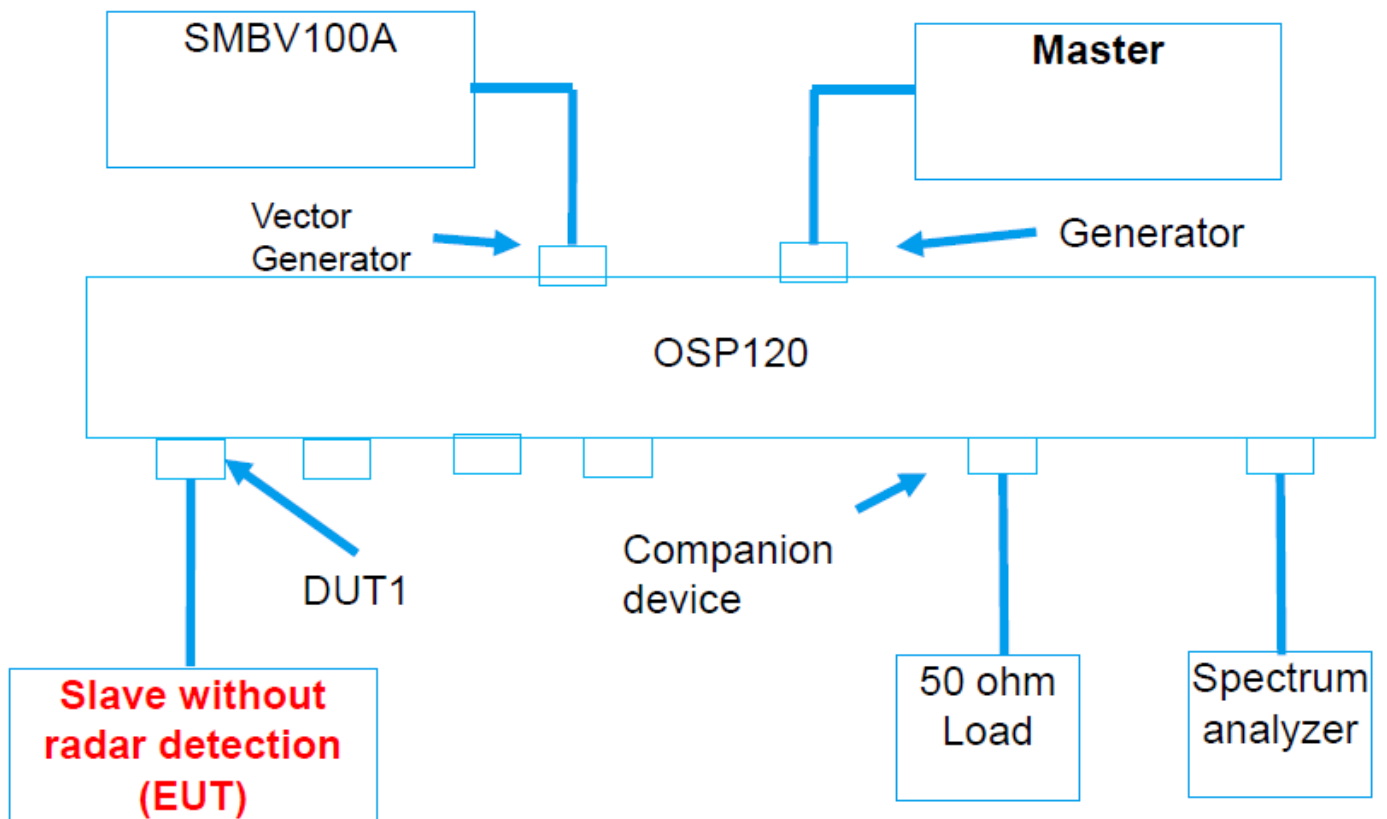 SMBV100A
Master
Vector
Generator
Generator
OSP120
DUT1
Companion
device
Slave without
radar detection
(EUT)
50 ohm
Load
Spectrum
analyzer